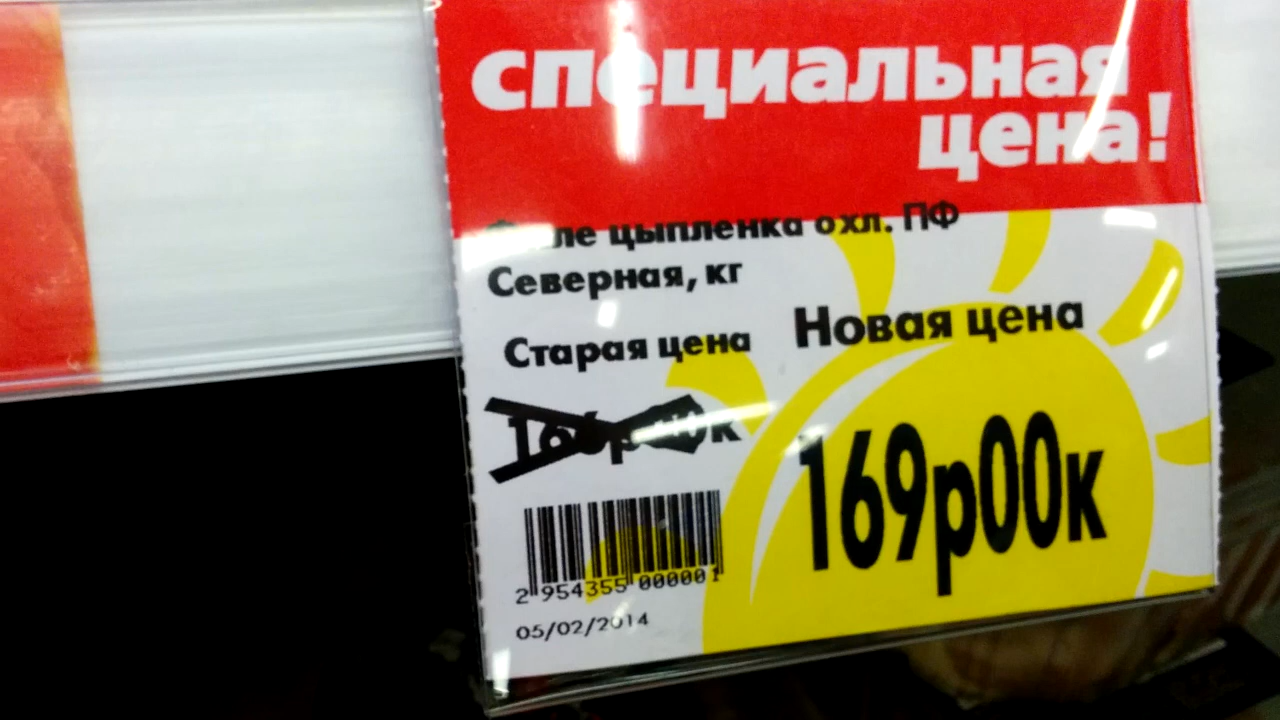 специальная
цена!
цыпленка охл. ПФ
Северная, кг
Старая цена
Новая цена
169р00к
2 954355 000001
05/02/2014